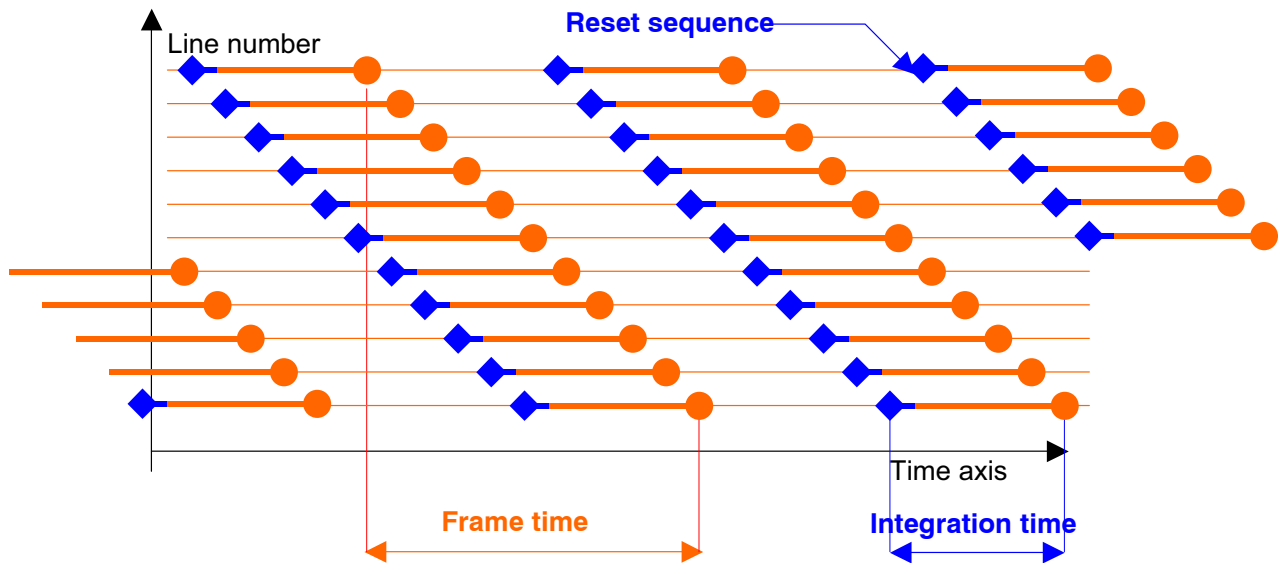 Reset sequence
Line number
Time axis
Frame time
Integration time